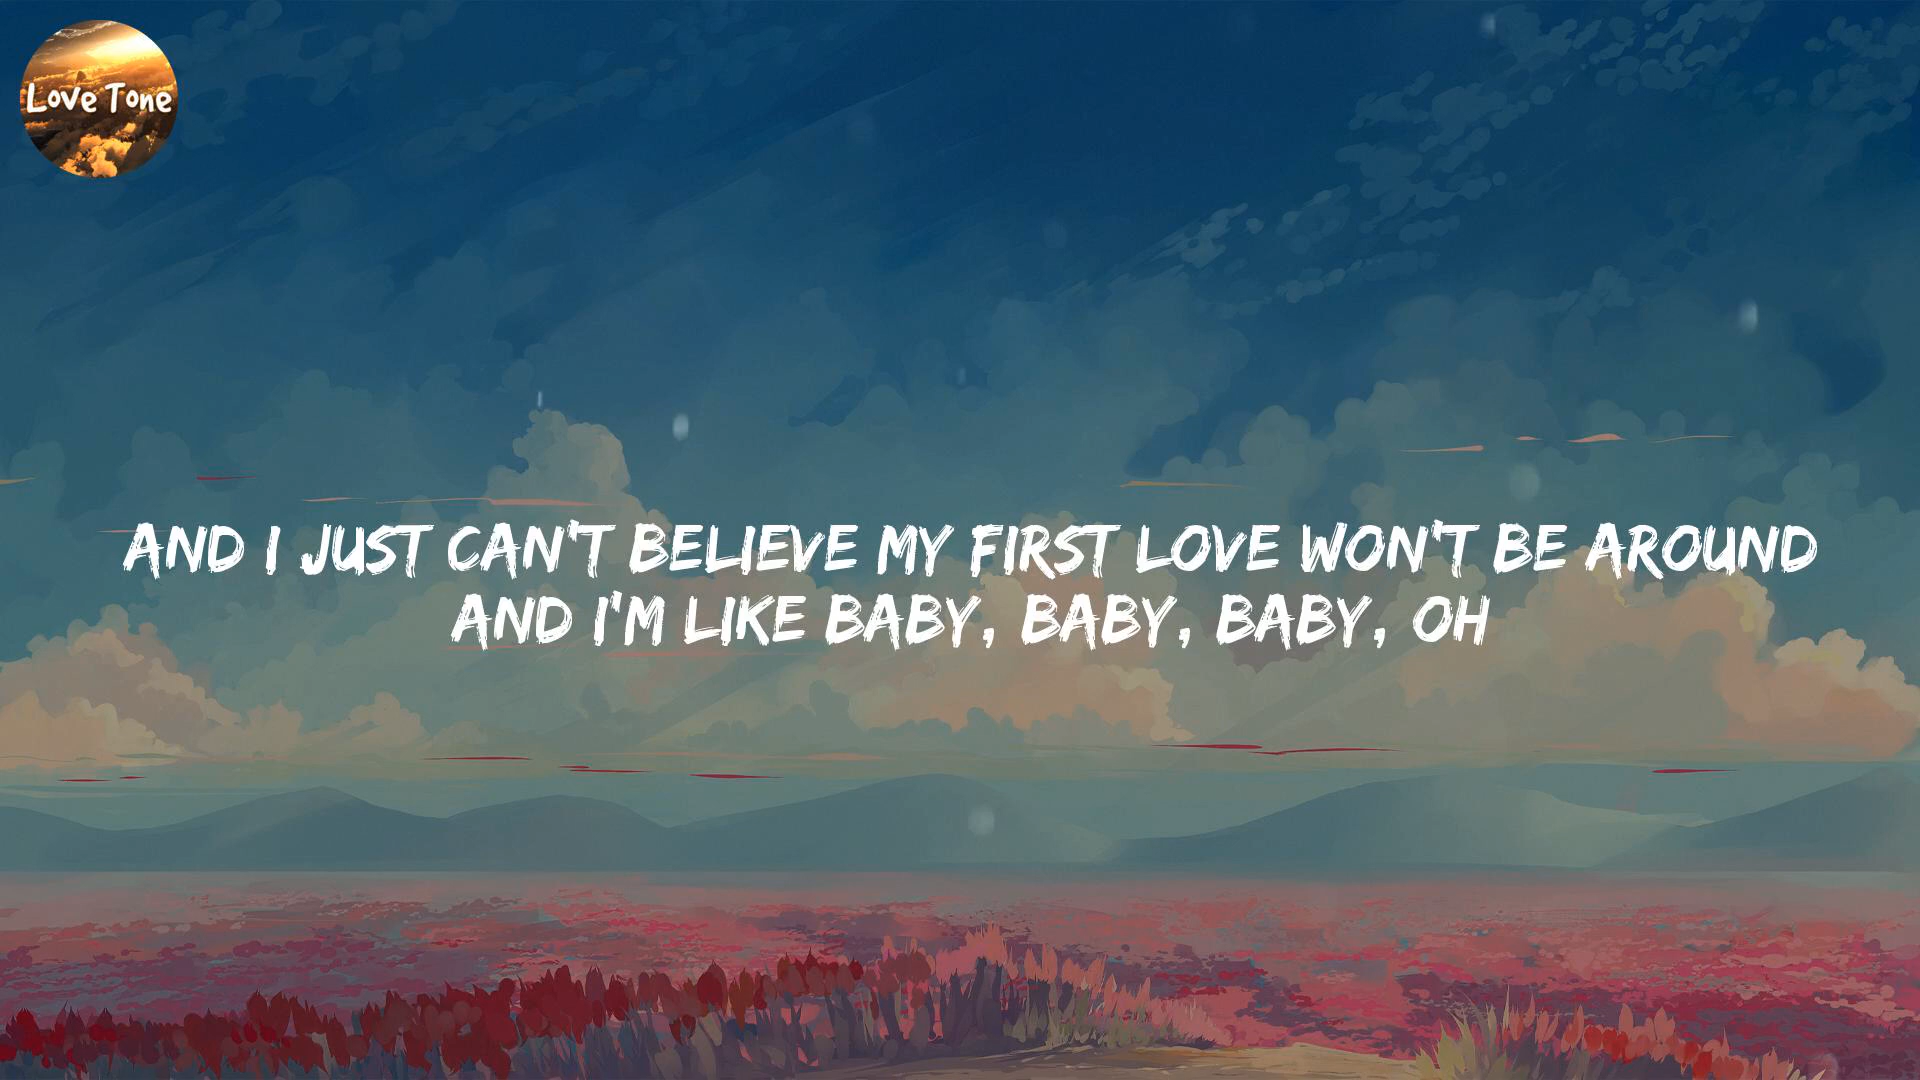 Love Tone
AND I JUST CAN'T BELIEVE MY FIRST LOVE WON'T BE AROUND
AND I'M LIKE BABY, BABY, BABY, OH